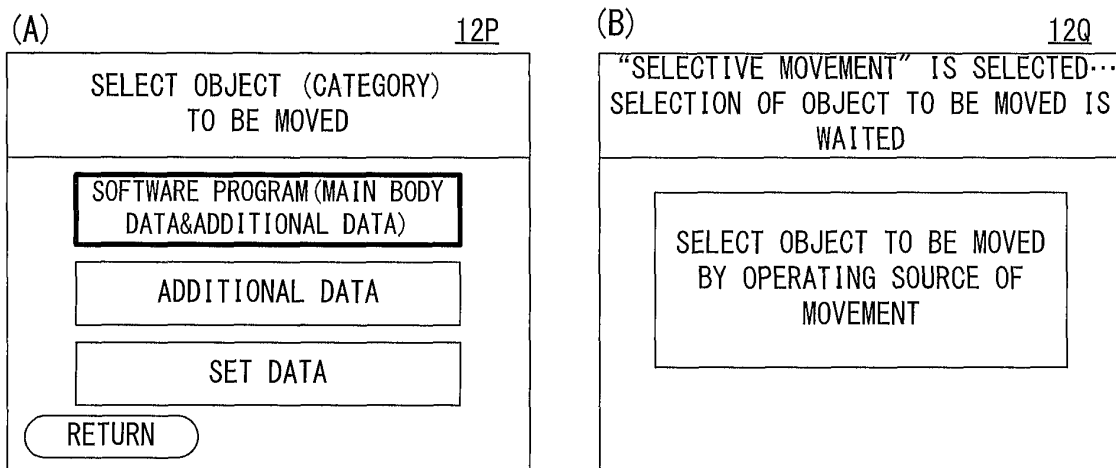 (A)
12P
SELECT OBJECT (CATEGORY)
TO BE MOVED
SOFTWARE PROGRAM(MAIN BODY
DATA&ADDITIONAL DATA)
ADDITIONAL DATA
SET DATA
RETURN
(B)
12Q
“SELECTIVE MOVEMENT” IS SELECTED…
SELECTION OF OBJECT TO BE MOVED IS
WAITED
SELECT OBJECT TO BE MOVED
BY OPERATING SOURCE OF
MOVEMENT